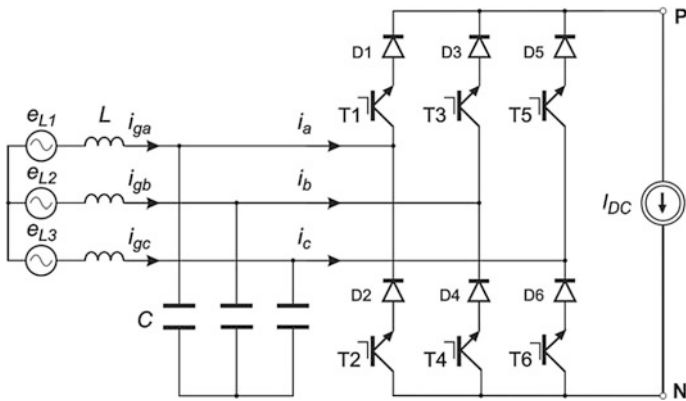 P
D1 D3 D5
e_L1 L i_ga i_a T1 T3 T5
e_L2 i_gb i_b I_DC
e_L3 i_gc i_c
D2 D4 D6
C
T2 T4 T6
N